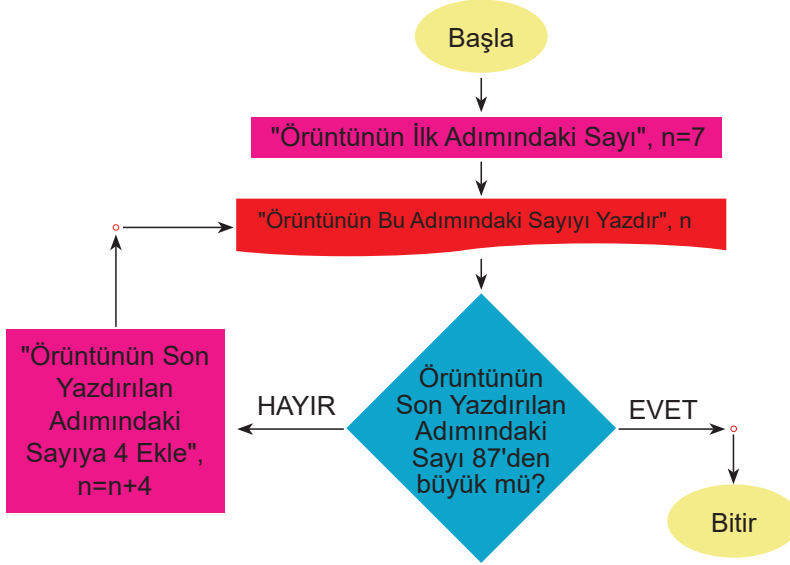 Başla
"Örüntünün İlk Adımındaki Sayı", n=7
"Örüntünün Bu Adımındaki Sayıyı Yazdır", n
Örüntünün
Son Yazdırılan
Adımındaki
Sayı 87'den
büyük mü?
HAYIR
"Örüntünün Son
Yazdırılan
Adımındaki
Sayıya 4 Ekle",
n=n+4
EVET
Bitir